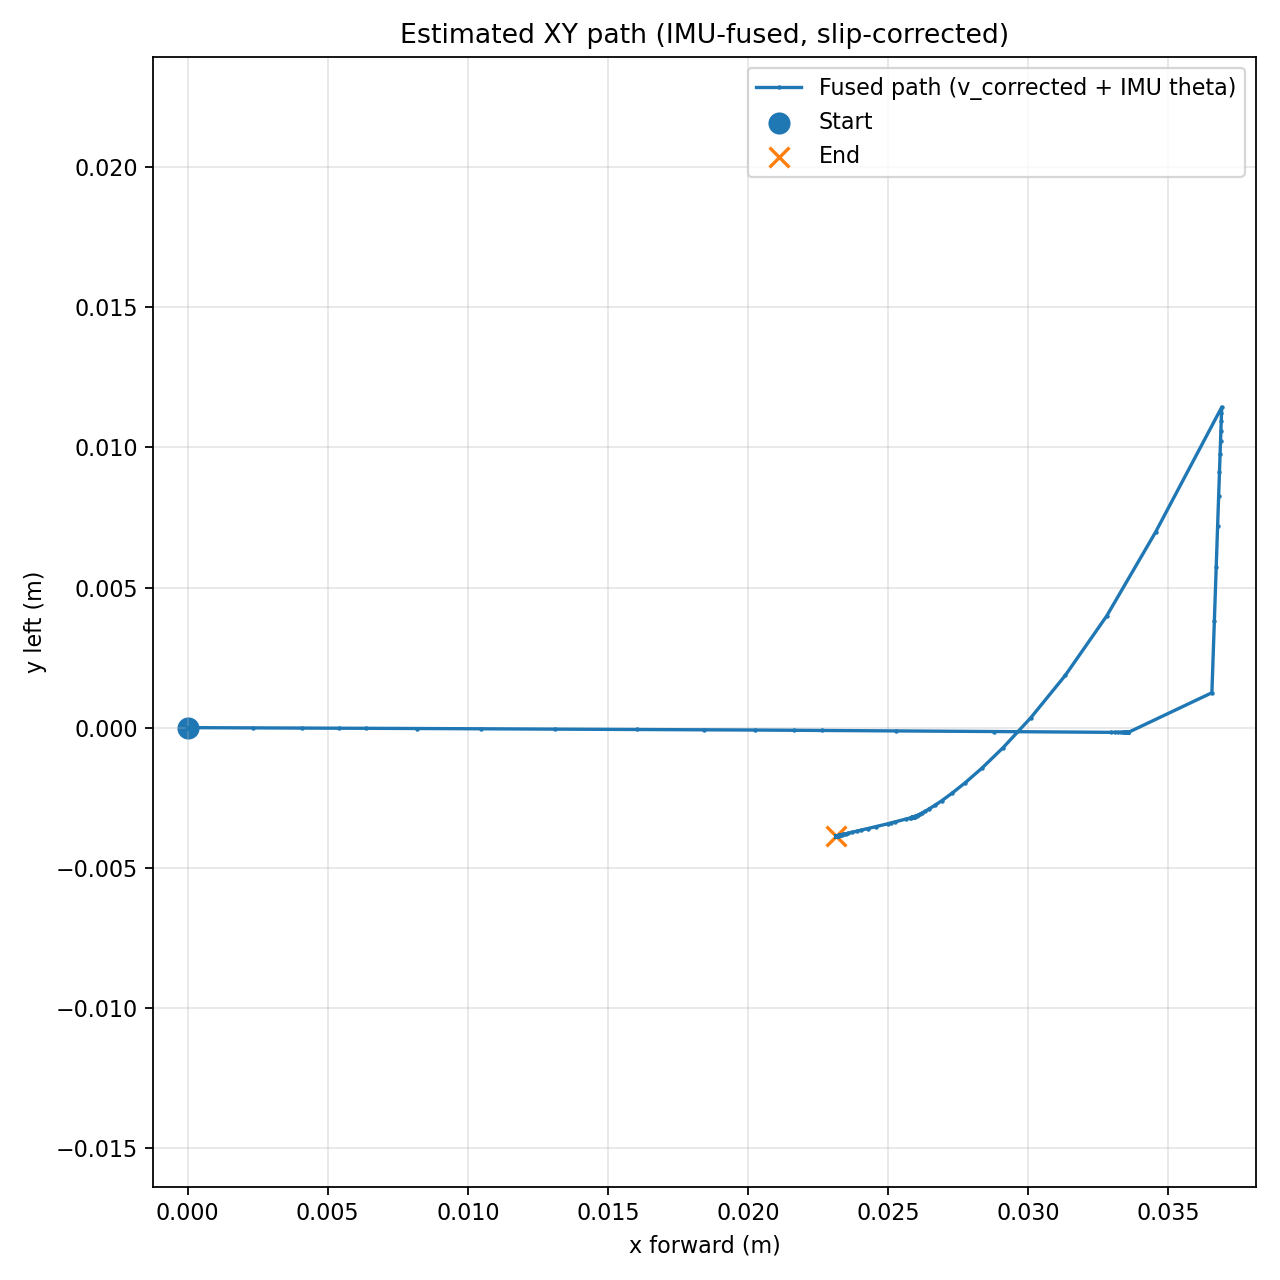 Estimated XY path (IMU-fused, slip-corrected)
Fused path (v_corrected + IMU theta)
Start
End
y left (m)
0.020
0.015
0.010
0.005
0.000
−0.005
−0.010
−0.015
0.000 0.005 0.010 0.015 0.020 0.025 0.030 0.035
x forward (m)